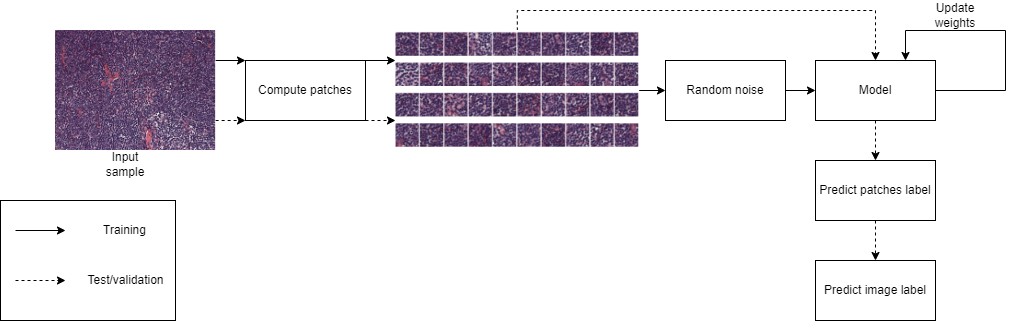 Update
weights
Compute patches
Random noise
Model
Input
sample
Predict patches label
Training
Test/validation
Predict image label